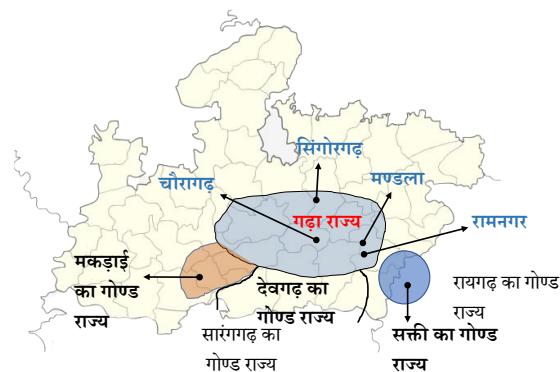 सिंगोरगढ़
चौरागढ़
मण्डला
गढ़ा राज्य
रामनगर
मकड़ाई
का गोण्ड
राज्य
देवगढ़ का
गोण्ड राज्य
सारंगगढ़ का
गोण्ड राज्य
रायगढ़ का गोण्ड
राज्य
सक्ती का गोण्ड
राज्य